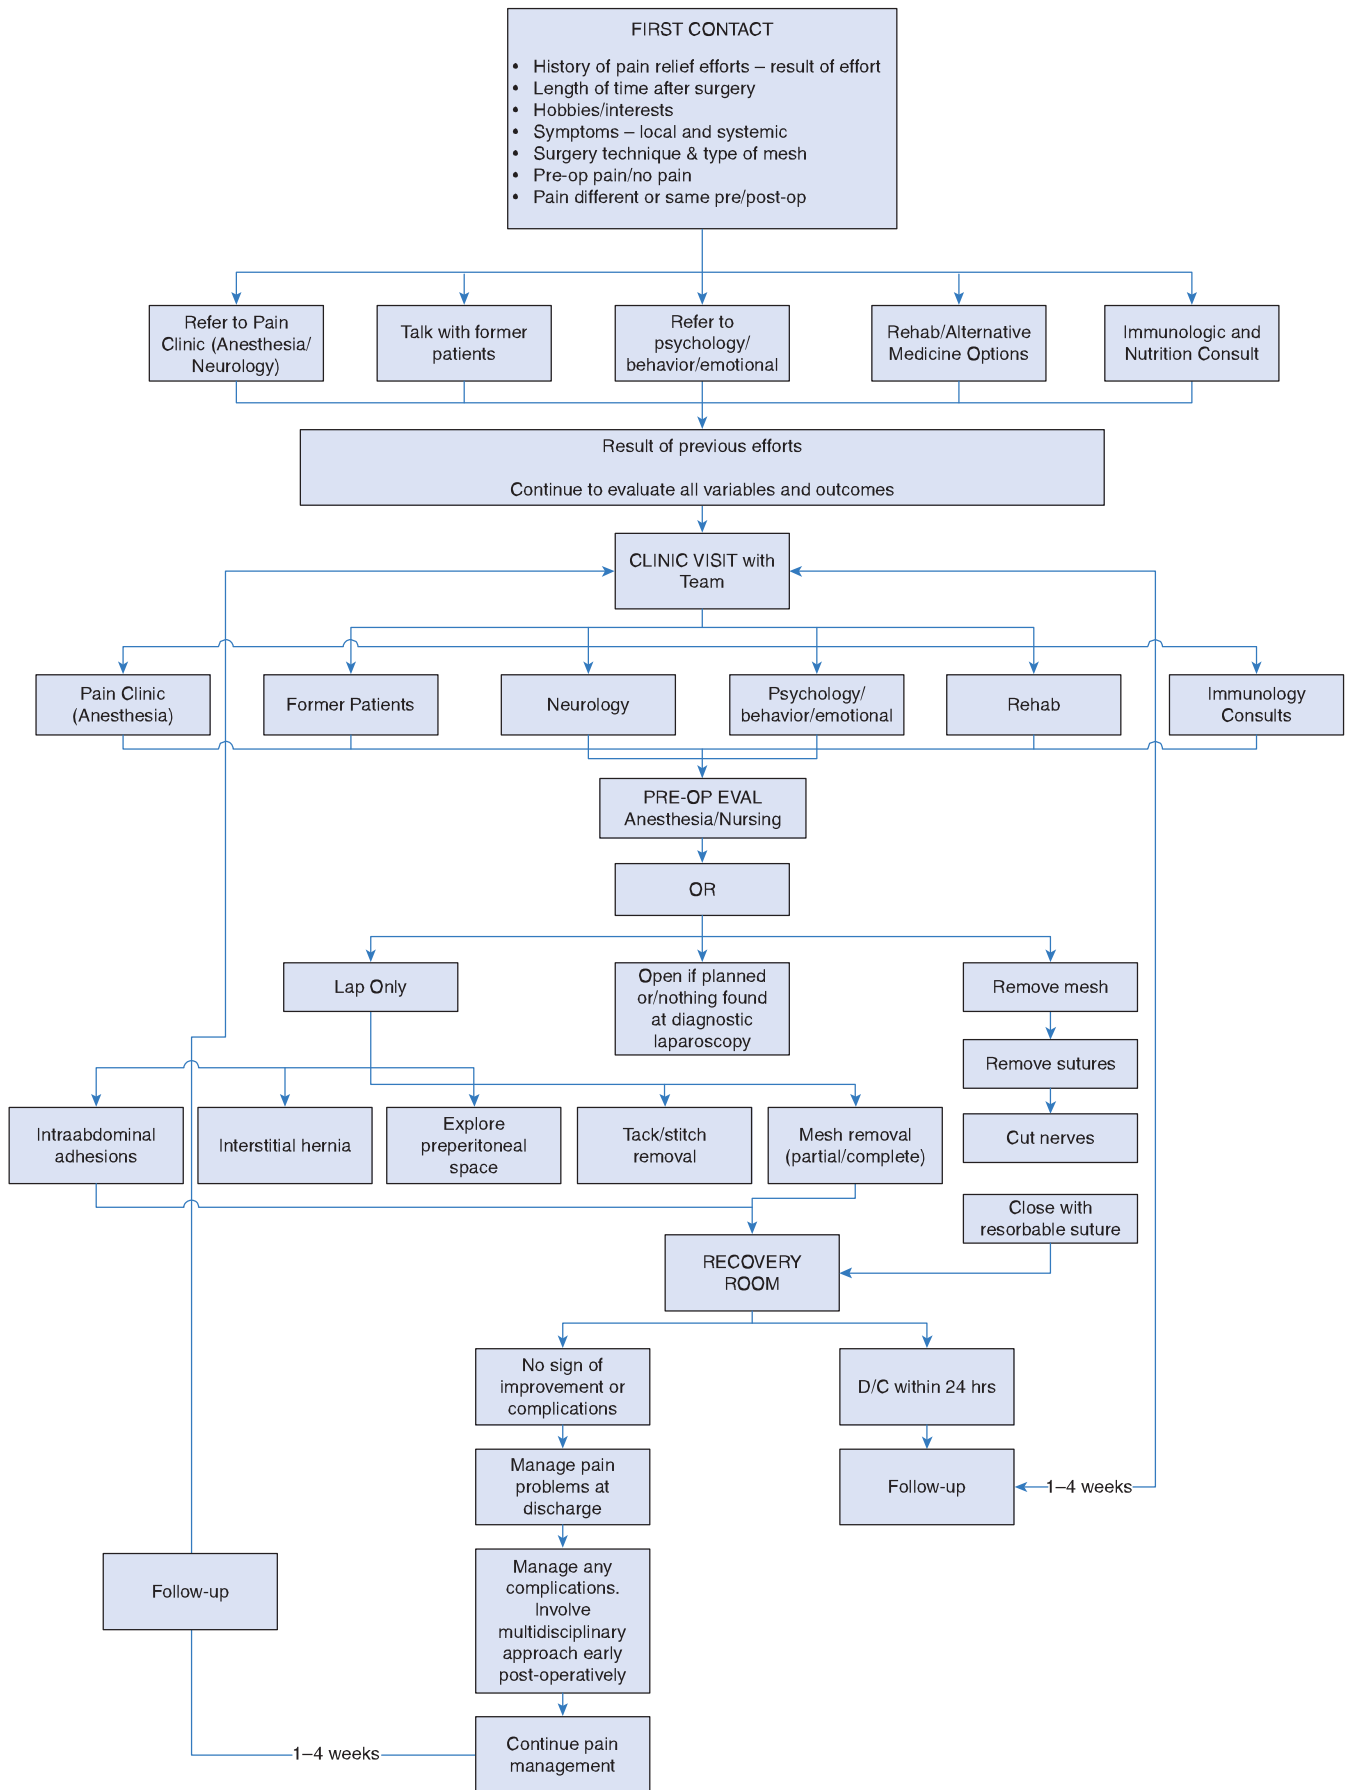 FIRST CONTACT
• History of pain relief efforts – result of effort
• Length of time after surgery
• Hobbies/interests
• Symptoms – local and systemic
• Surgery technique & type of mesh
• Pre-op pain/no pain
• Pain different or same pre/post-op
Refer to Pain
Clinic (Anesthesia/
Neurology)
Talk with former
patients
Refer to
psychology/
behavior/emotional
Rehab/Alternative
Medicine Options
Immunologic and
Nutrition Consult
Result of previous efforts
Continue to evaluate all variables and outcomes
CLINIC VISIT with
Team
Pain Clinic
(Anesthesia)
Former Patients
Neurology
Psychology/
behavior/emotional
Rehab
Immunology
Consults
PRE-OP EVAL
Anesthesia/Nursing
OR
Lap Only
Open if planned
or/nothing found
at diagnostic
laparoscopy
Remove mesh
Remove sutures
Cut nerves
Intraabdominal
adhesions
Interstitial hernia
Explore
preperitoneal
space
Tack/stitch
removal
Mesh removal
(partial/complete)
Close with
resorbable suture
RECOVERY
ROOM
No sign of
improvement or
complications
D/C within 24 hrs
Manage pain
problems at
discharge
Follow-up
1–4 weeks
Manage any
complications.
Involve
multidisciplinary
approach early
post-operatively
Follow-up
1–4 weeks
Continue pain
management